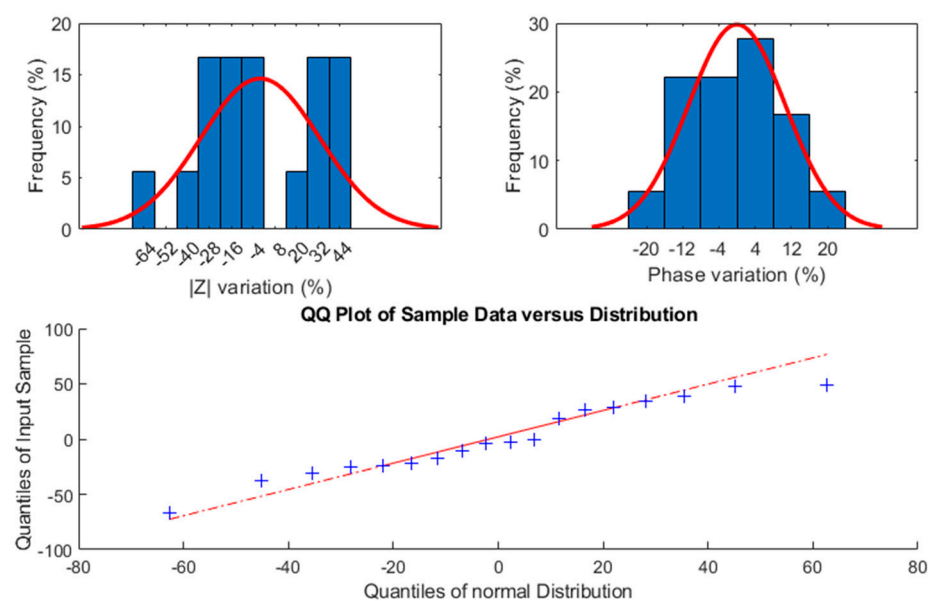 20
15
10
5
0
Frequency (%)
-64 -52 -40 -28 -16 -4 8 20 32 44
|Z| variation (%)
30
20
10
0
Frequency (%)
-20 -12 -4 4 12 20
Phase variation (%)
QQ Plot of Sample Data versus Distribution
100
50
0
-50
-100
Quantiles of Input Sample
-80 -60 -40 -20 0 20 40 60 80
Quantiles of normal Distribution